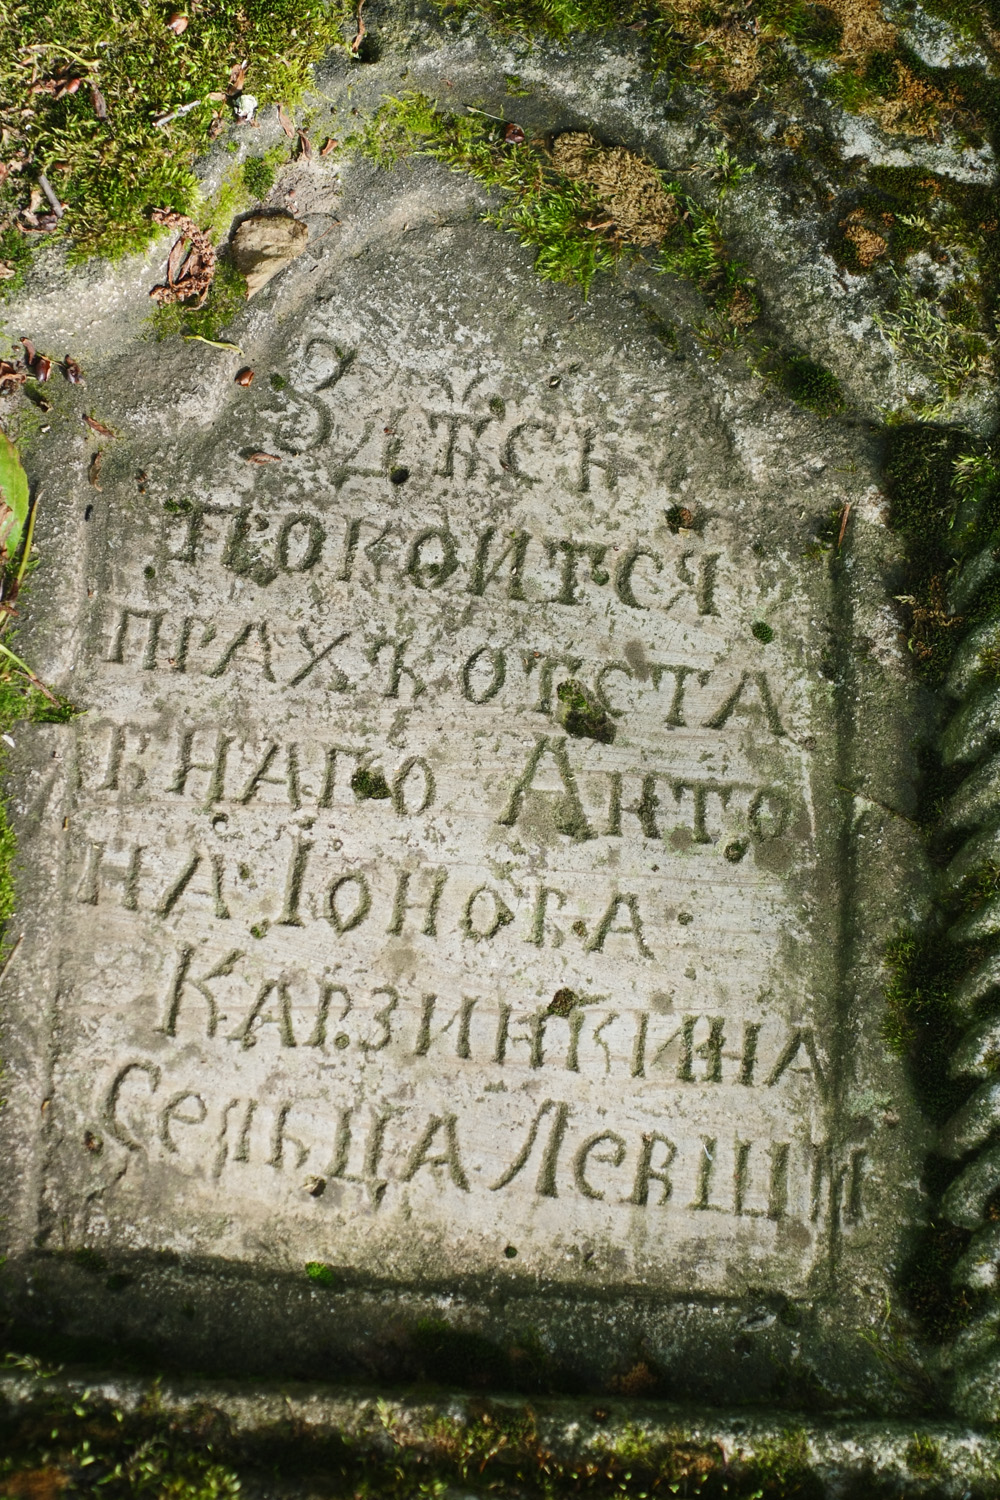 Здѣсь
покоится
прахъ отста
внаго Анто
на Іонова.
Карзинкина
Сельца Левши